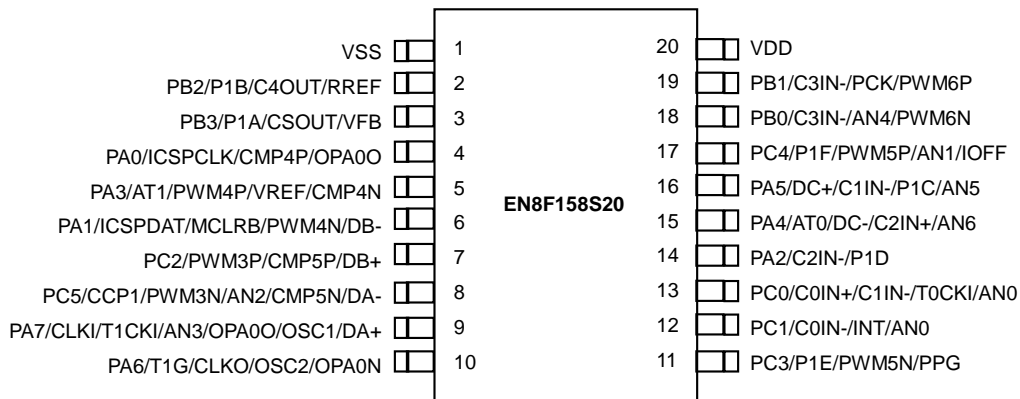 VSS 1 20 VDD
PB2/P1B/C4OUT/RREF 2 19 PB1/C3IN-/PCK/PWM6P
PB3/P1A/CSOUT/VFB 3 18 PB0/C3IN-/AN4/PWM6N
PA0/ICSPCLK/CMP4P/OPA0O 4 17 PC4/P1F/PWM5P/AN1/IOFF
PA3/AT1/PWM4P/VREF/CMP4N 5 16 PA5/DC+/C1IN-/P1C/AN5
EN8F158S20
PA1/ICSPDAT/MCLRB/PWM4N/DB- 6 15 PA4/AT0/DC-/C2IN+/AN6
PC2/PWM3P/CMP5P/DB+ 7 14 PA2/C2IN-/P1D
PC5/CCP1/PWM3N/AN2/CMP5N/DA- 8 13 PC0/C0IN+/C1IN-/T0CKI/AN0
PA7/CLKI/T1CKI/AN3/OPA0O/OSC1/DA+ 9 12 PC1/C0IN-/INT/AN0
PA6/T1G/CLKO/OSC2/OPA0N 10 11 PC3/P1E/PWM5N/PPG